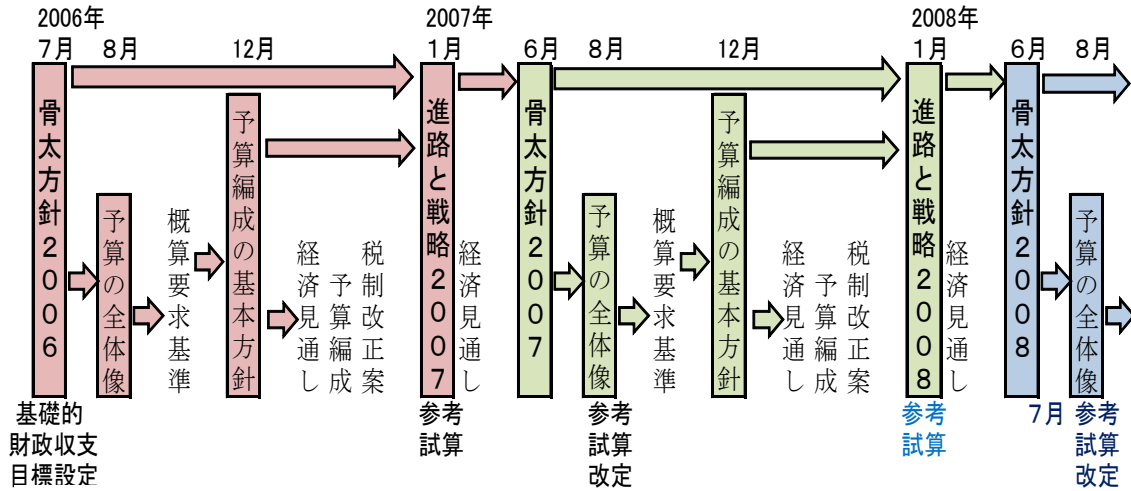 2006年
2007年
2008年
7月
8月
12月
1月
6月
8月
12月
1月
6月
8月
骨太方針2006
予算の全体像
概算要求基準
予算編成の基本方針
経済見通し
予算編成
税制改正案
進路と戦略2007
経済見通し
骨太方針2007
予算の全体像
概算要求基準
予算編成の基本方針
経済見通し
予算編成
税制改正案
進路と戦略2008
経済見通し
骨太方針2008
予算の全体像
基礎的
財政収支
目標設定
参考
試算
参考
試算
改定
参考
試算
7月
参考
試算
改定